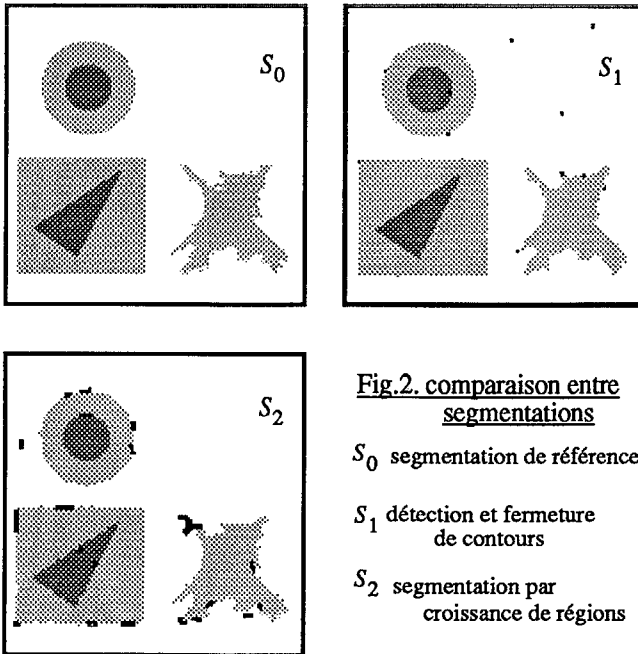 S0
S1
S2
Fig.2. comparaison entre
segmentations
S0 segmentation de référence
S1 détection et fermeture
de contours
S2 segmentation par
croissance de régions